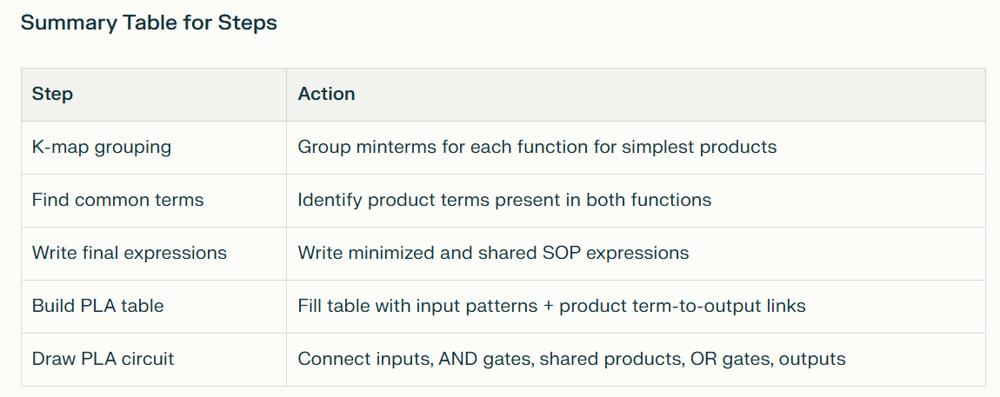 Summary Table for Steps
Step Action
K-map grouping Group minterms for each function for simplest products
Find common terms Identify product terms present in both functions
Write final expressions Write minimized and shared SOP expressions
Build PLA table Fill table with input patterns + product term-to-output links
Draw PLA circuit Connect inputs, AND gates, shared products, OR gates, outputs